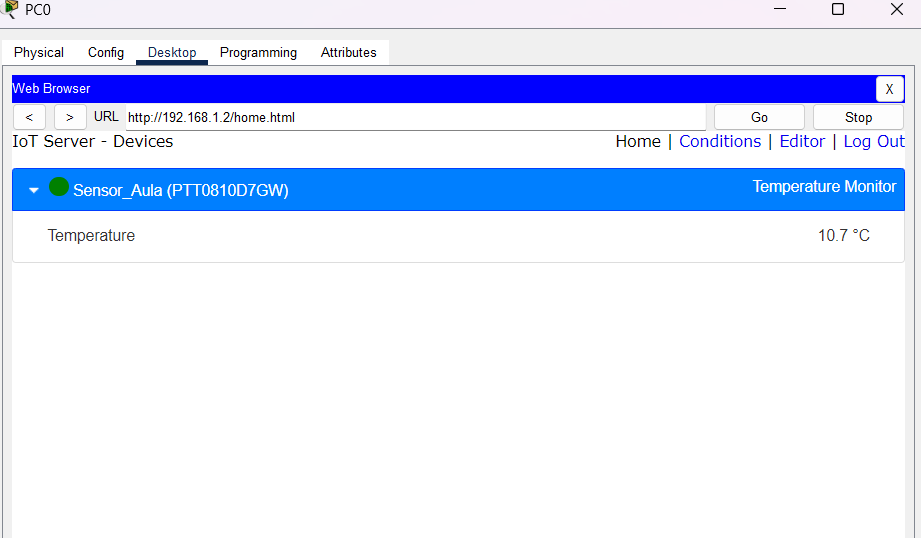 PC0
Physical Config Desktop Programming Attributes
Web Browser X
< > URL http://192.168.1.2/home.html Go Stop
IoT Server - Devices Home | Conditions | Editor | Log Out
Sensor_Aula (PTT0810D7GW) Temperature Monitor
Temperature 10.7 °C